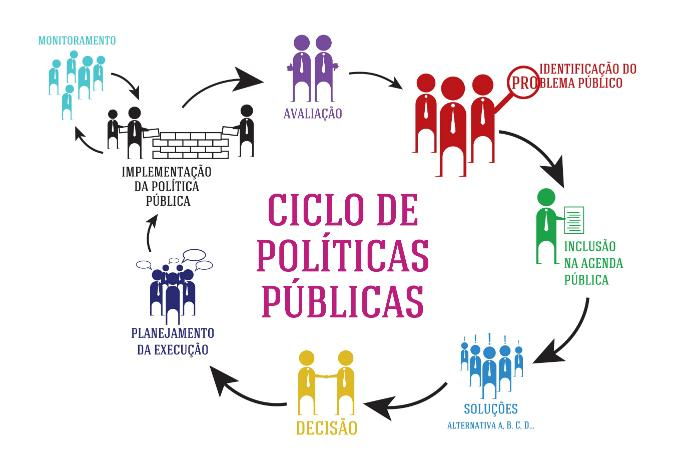 CICLO DE
POLÍTICAS
PÚBLICAS
IDENTIFICAÇÃO DO
PROBLEMA PÚBLICO
INCLUSÃO
NA AGENDA
PÚBLICA
SOLUÇÕES
ALTERNATIVA A, B, C, D...
DECISÃO
PLANEJAMENTO
DA EXECUÇÃO
IMPLEMENTAÇÃO
DA POLÍTICA
PÚBLICA
MONITORAMENTO
AVALIAÇÃO